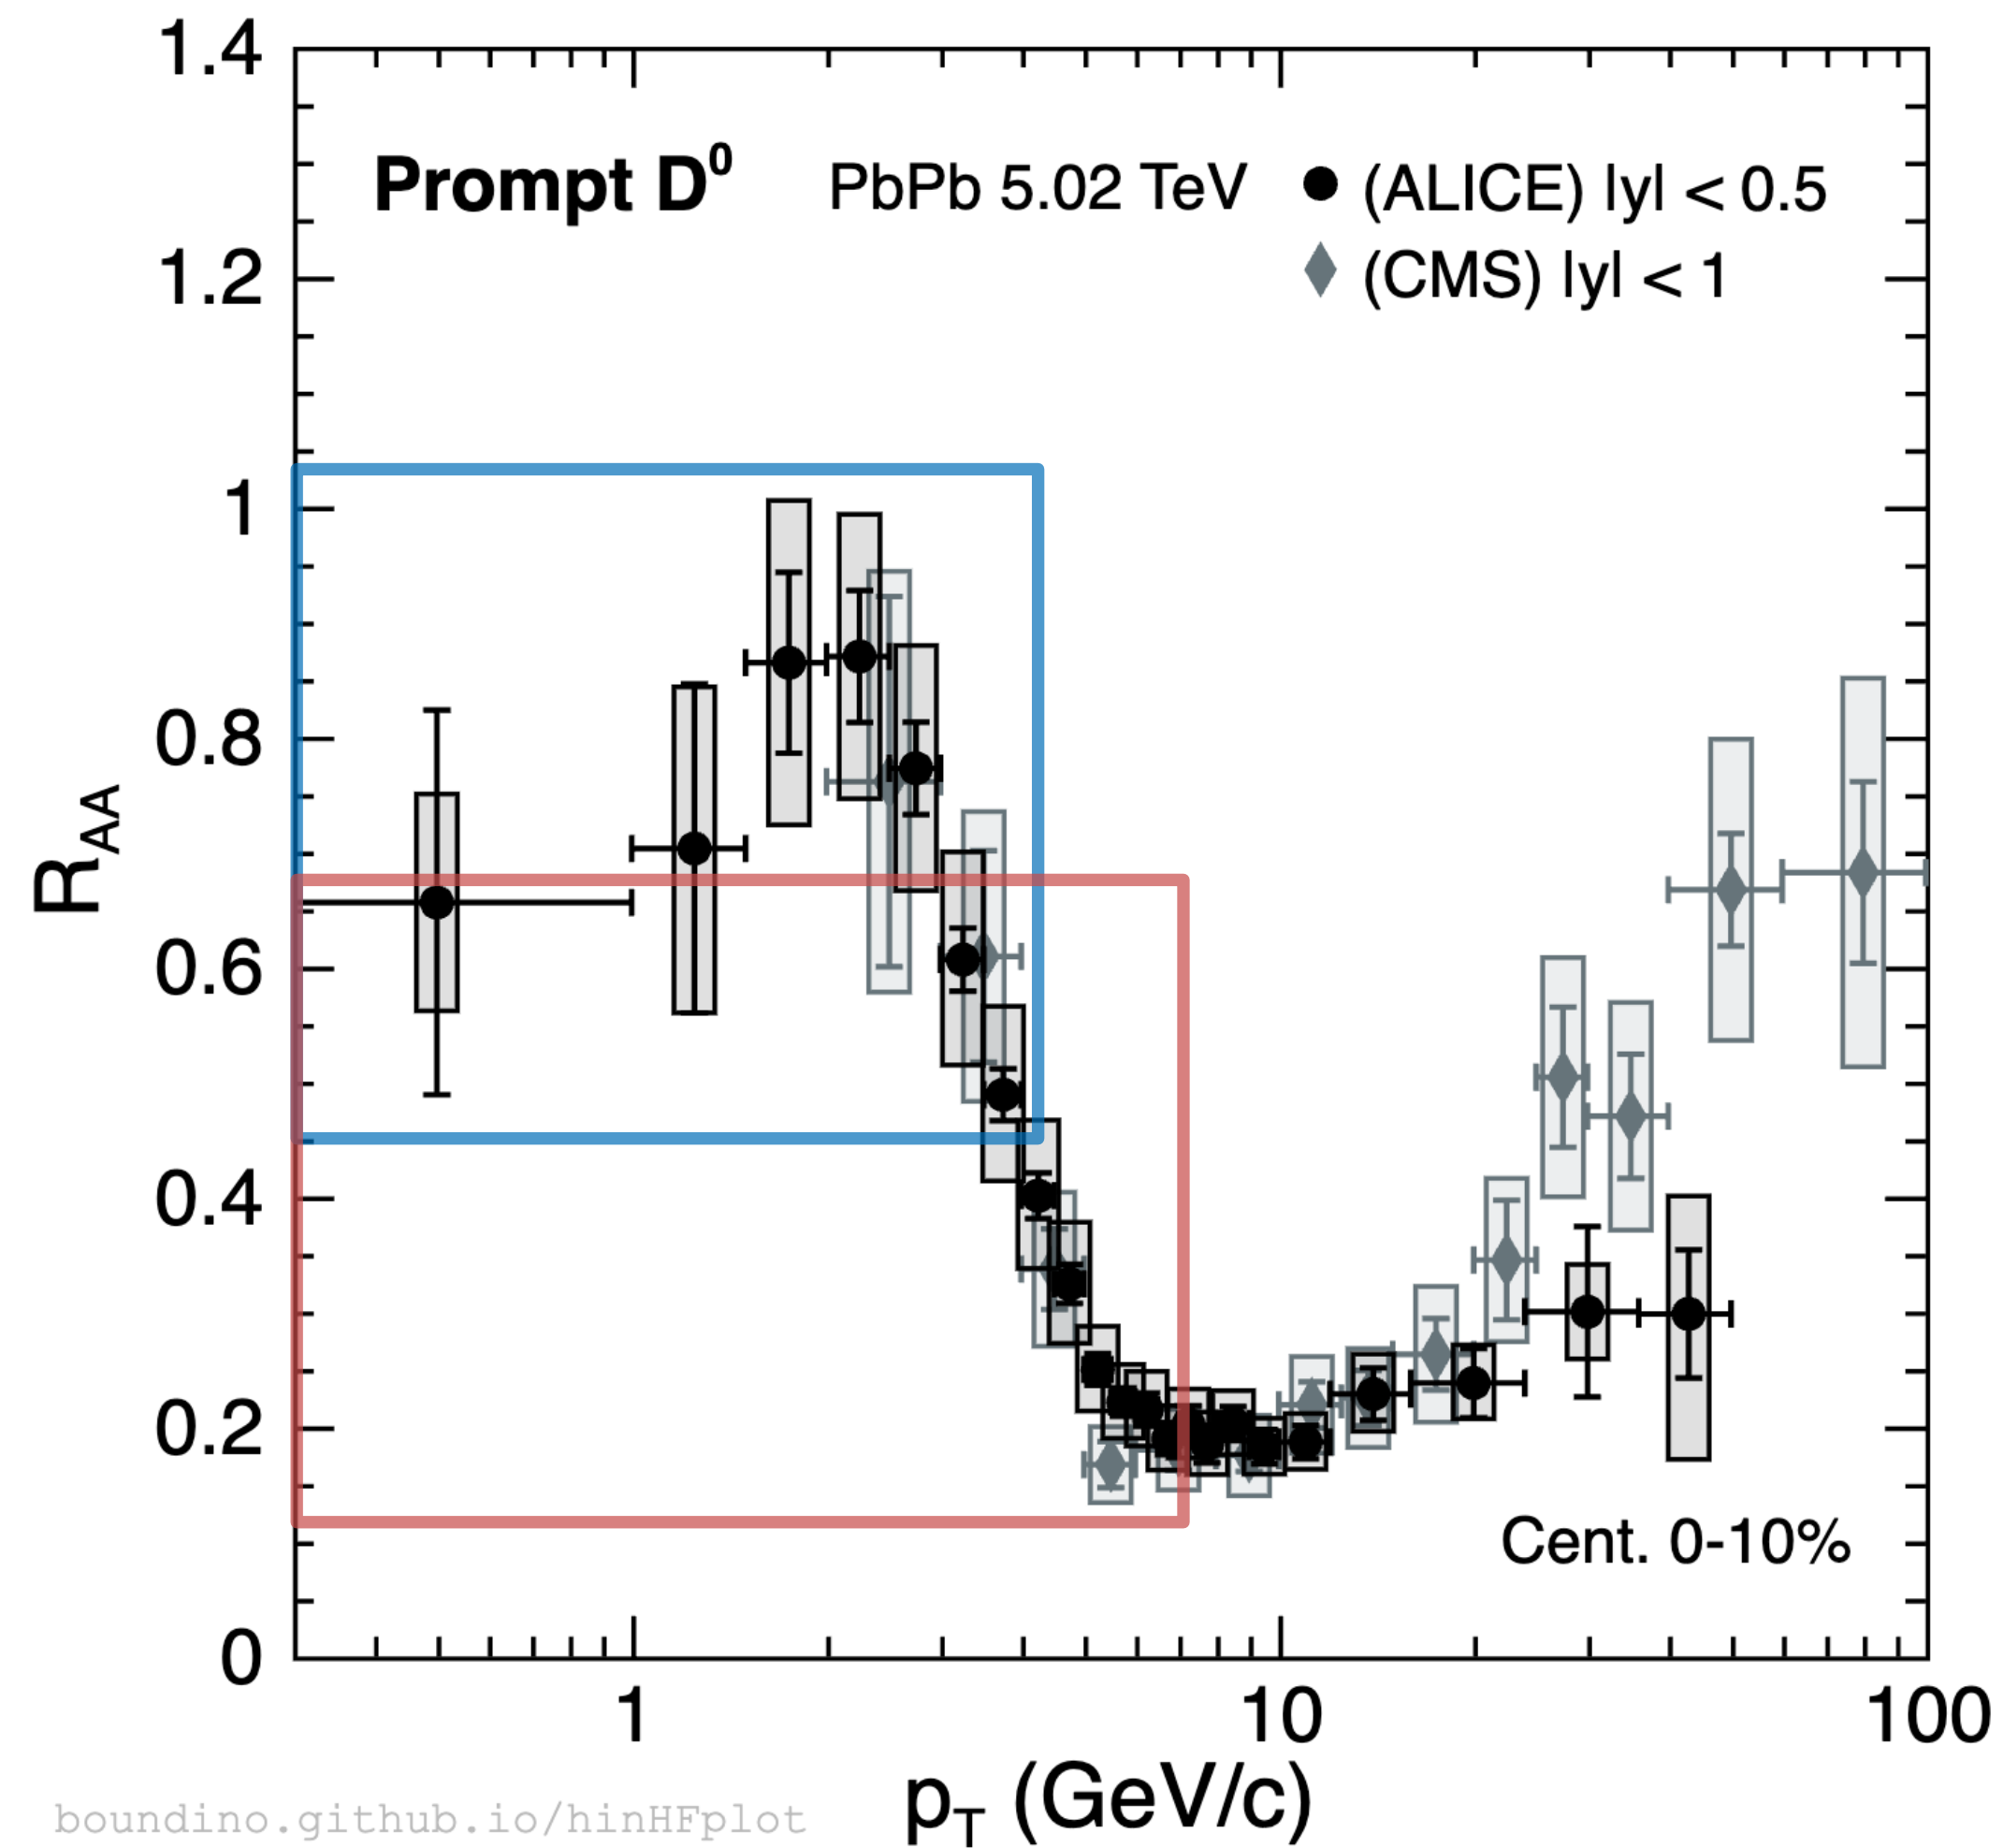 1.4
Prompt D⁰ PbPb 5.02 TeV (ALICE) |y| < 0.5
(CMS) |y| < 1
1.2
1
0.8
R_AA
0.6
0.4
0.2
Cent. 0-10%
0
1 10 100
p_T (GeV/c)
boundino.github.io/hinHFplot